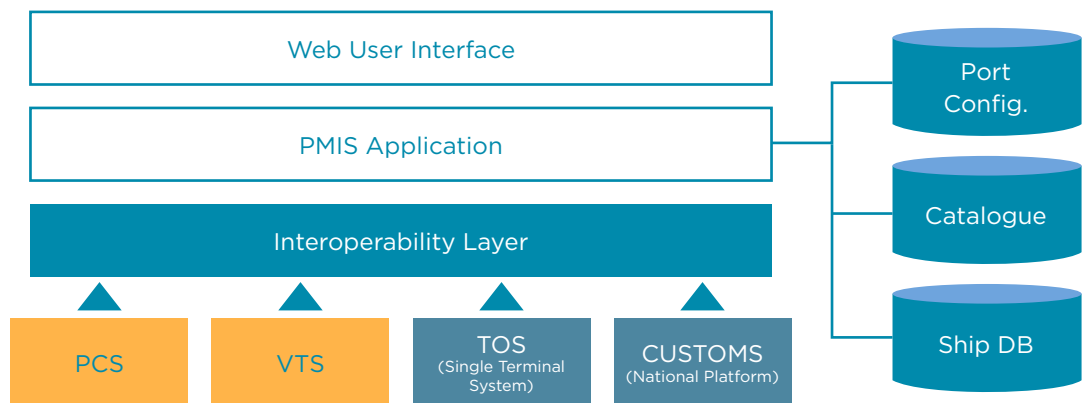 Web User Interface
PMIS Application
Interoperability Layer
PCS
VTS
TOS
(Single Terminal
System)
CUSTOMS
(National Platform)
Port
Config.
Catalogue
Ship DB